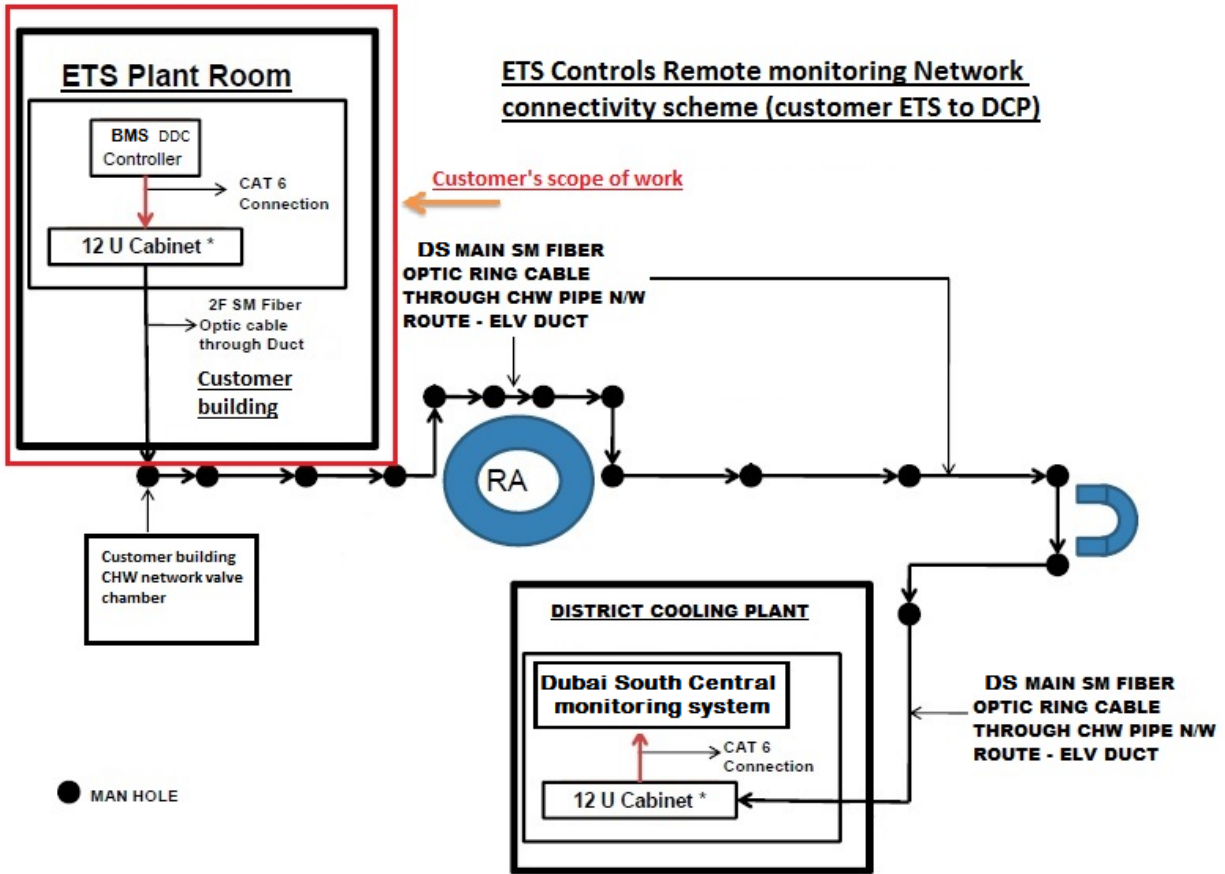 ETS Plant Room
BMS DDC
Controller
CAT 6
Connection
12 U Cabinet *
2F SM Fiber
Optic cable
through Duct
Customer
building
ETS Controls Remote monitoring Network
connectivity scheme (customer ETS to DCP)
Customer's scope of work
DS MAIN SM FIBER
OPTIC RING CABLE
THROUGH CHW PIPE N/W
ROUTE - ELV DUCT
RA
Customer building
CHW network valve
chamber
DISTRICT COOLING PLANT
Dubai South Central
monitoring system
CAT 6
Connection
12 U Cabinet *
DS MAIN SM FIBER
OPTIC RING CABLE
THROUGH CHW PIPE N/W
ROUTE - ELV DUCT
MAN HOLE